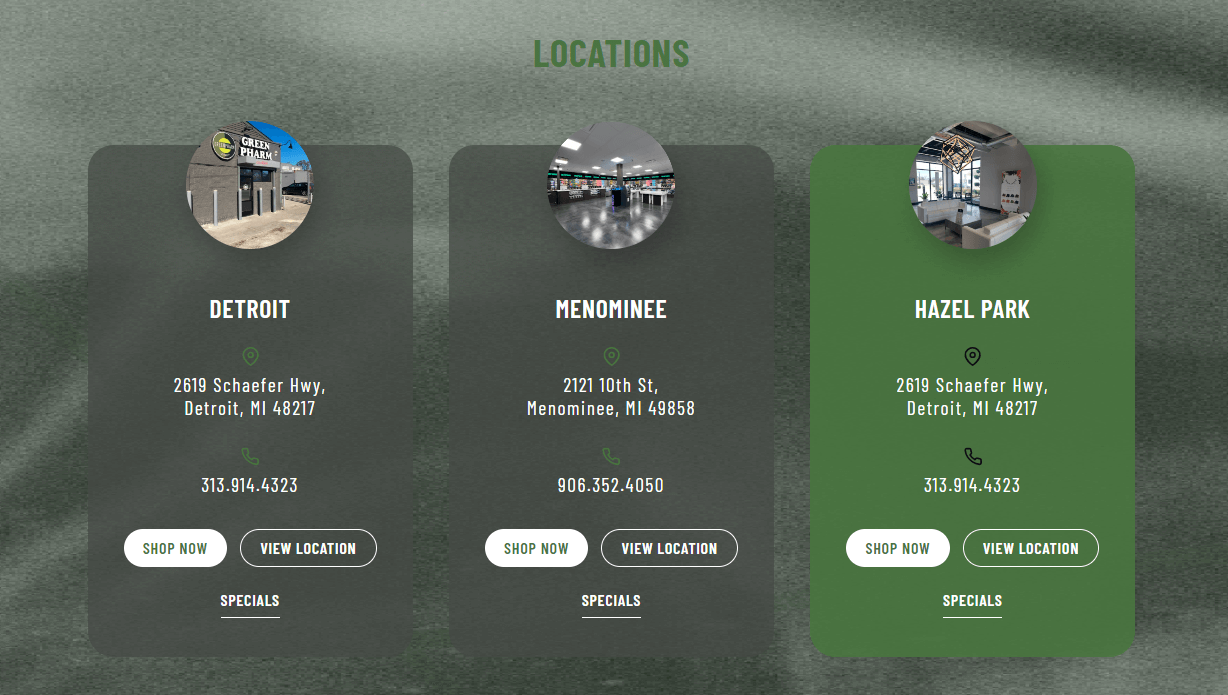 LOCATIONS
GREEN
PHARM
DETROIT
2619 Schaefer Hwy,
Detroit, MI 48217
313.914.4323
SHOP NOW
VIEW LOCATION
SPECIALS
MENOMINEE
2121 10th St,
Menominee, MI 49858
906.352.4050
SHOP NOW
VIEW LOCATION
SPECIALS
HAZEL PARK
2619 Schaefer Hwy,
Detroit, MI 48217
313.914.4323
SHOP NOW
VIEW LOCATION
SPECIALS